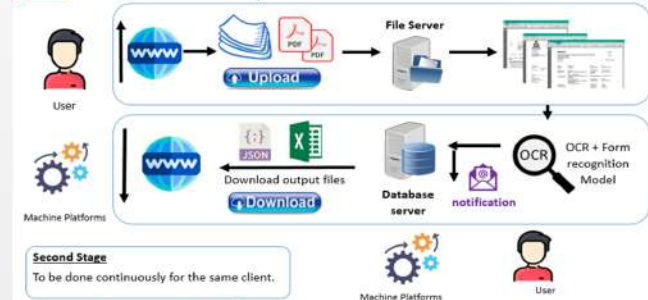 www
PDF
PDF
Upload
File Server
User
www
{;}
JSON
X
Download output files
Download
Database
server
notification
OCR
OCR + Form
recognition
Model
Machine Platforms
Second Stage
To be done continuously for the same client.
Machine Platforms
User